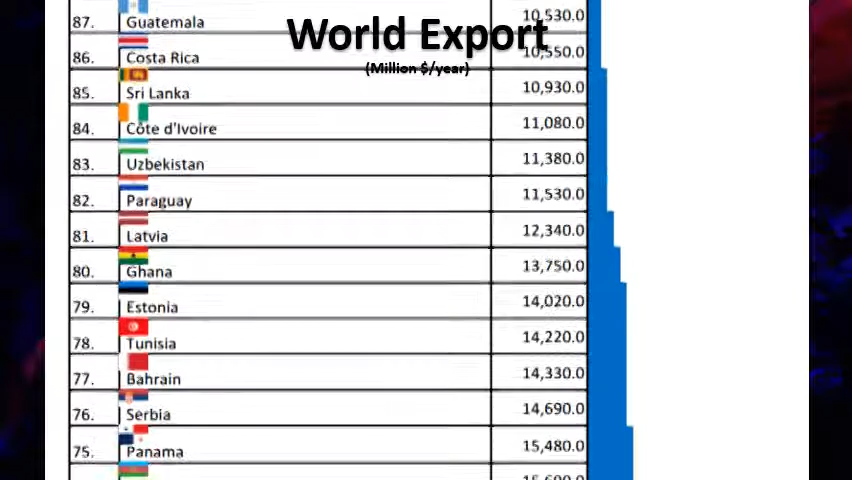 World Export
(Million $/year)
87. Guatemala 10,530.0
86. Costa Rica 10,550.0
85. Sri Lanka 10,930.0
84. Côte d'Ivoire 11,080.0
83. Uzbekistan 11,380.0
82. Paraguay 11,530.0
81. Latvia 12,340.0
80. Ghana 13,750.0
79. Estonia 14,020.0
78. Tunisia 14,220.0
77. Bahrain 14,330.0
76. Serbia 14,690.0
75. Panama 15,480.0